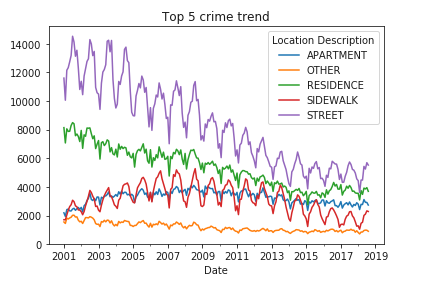 Top 5 crime trend
Location Description
APARTMENT
OTHER
RESIDENCE
SIDEWALK
STREET
14000
12000
10000
8000
6000
4000
2000
0
2001 2003 2005 2007 2009 2011 2013 2015 2017 2019
Date